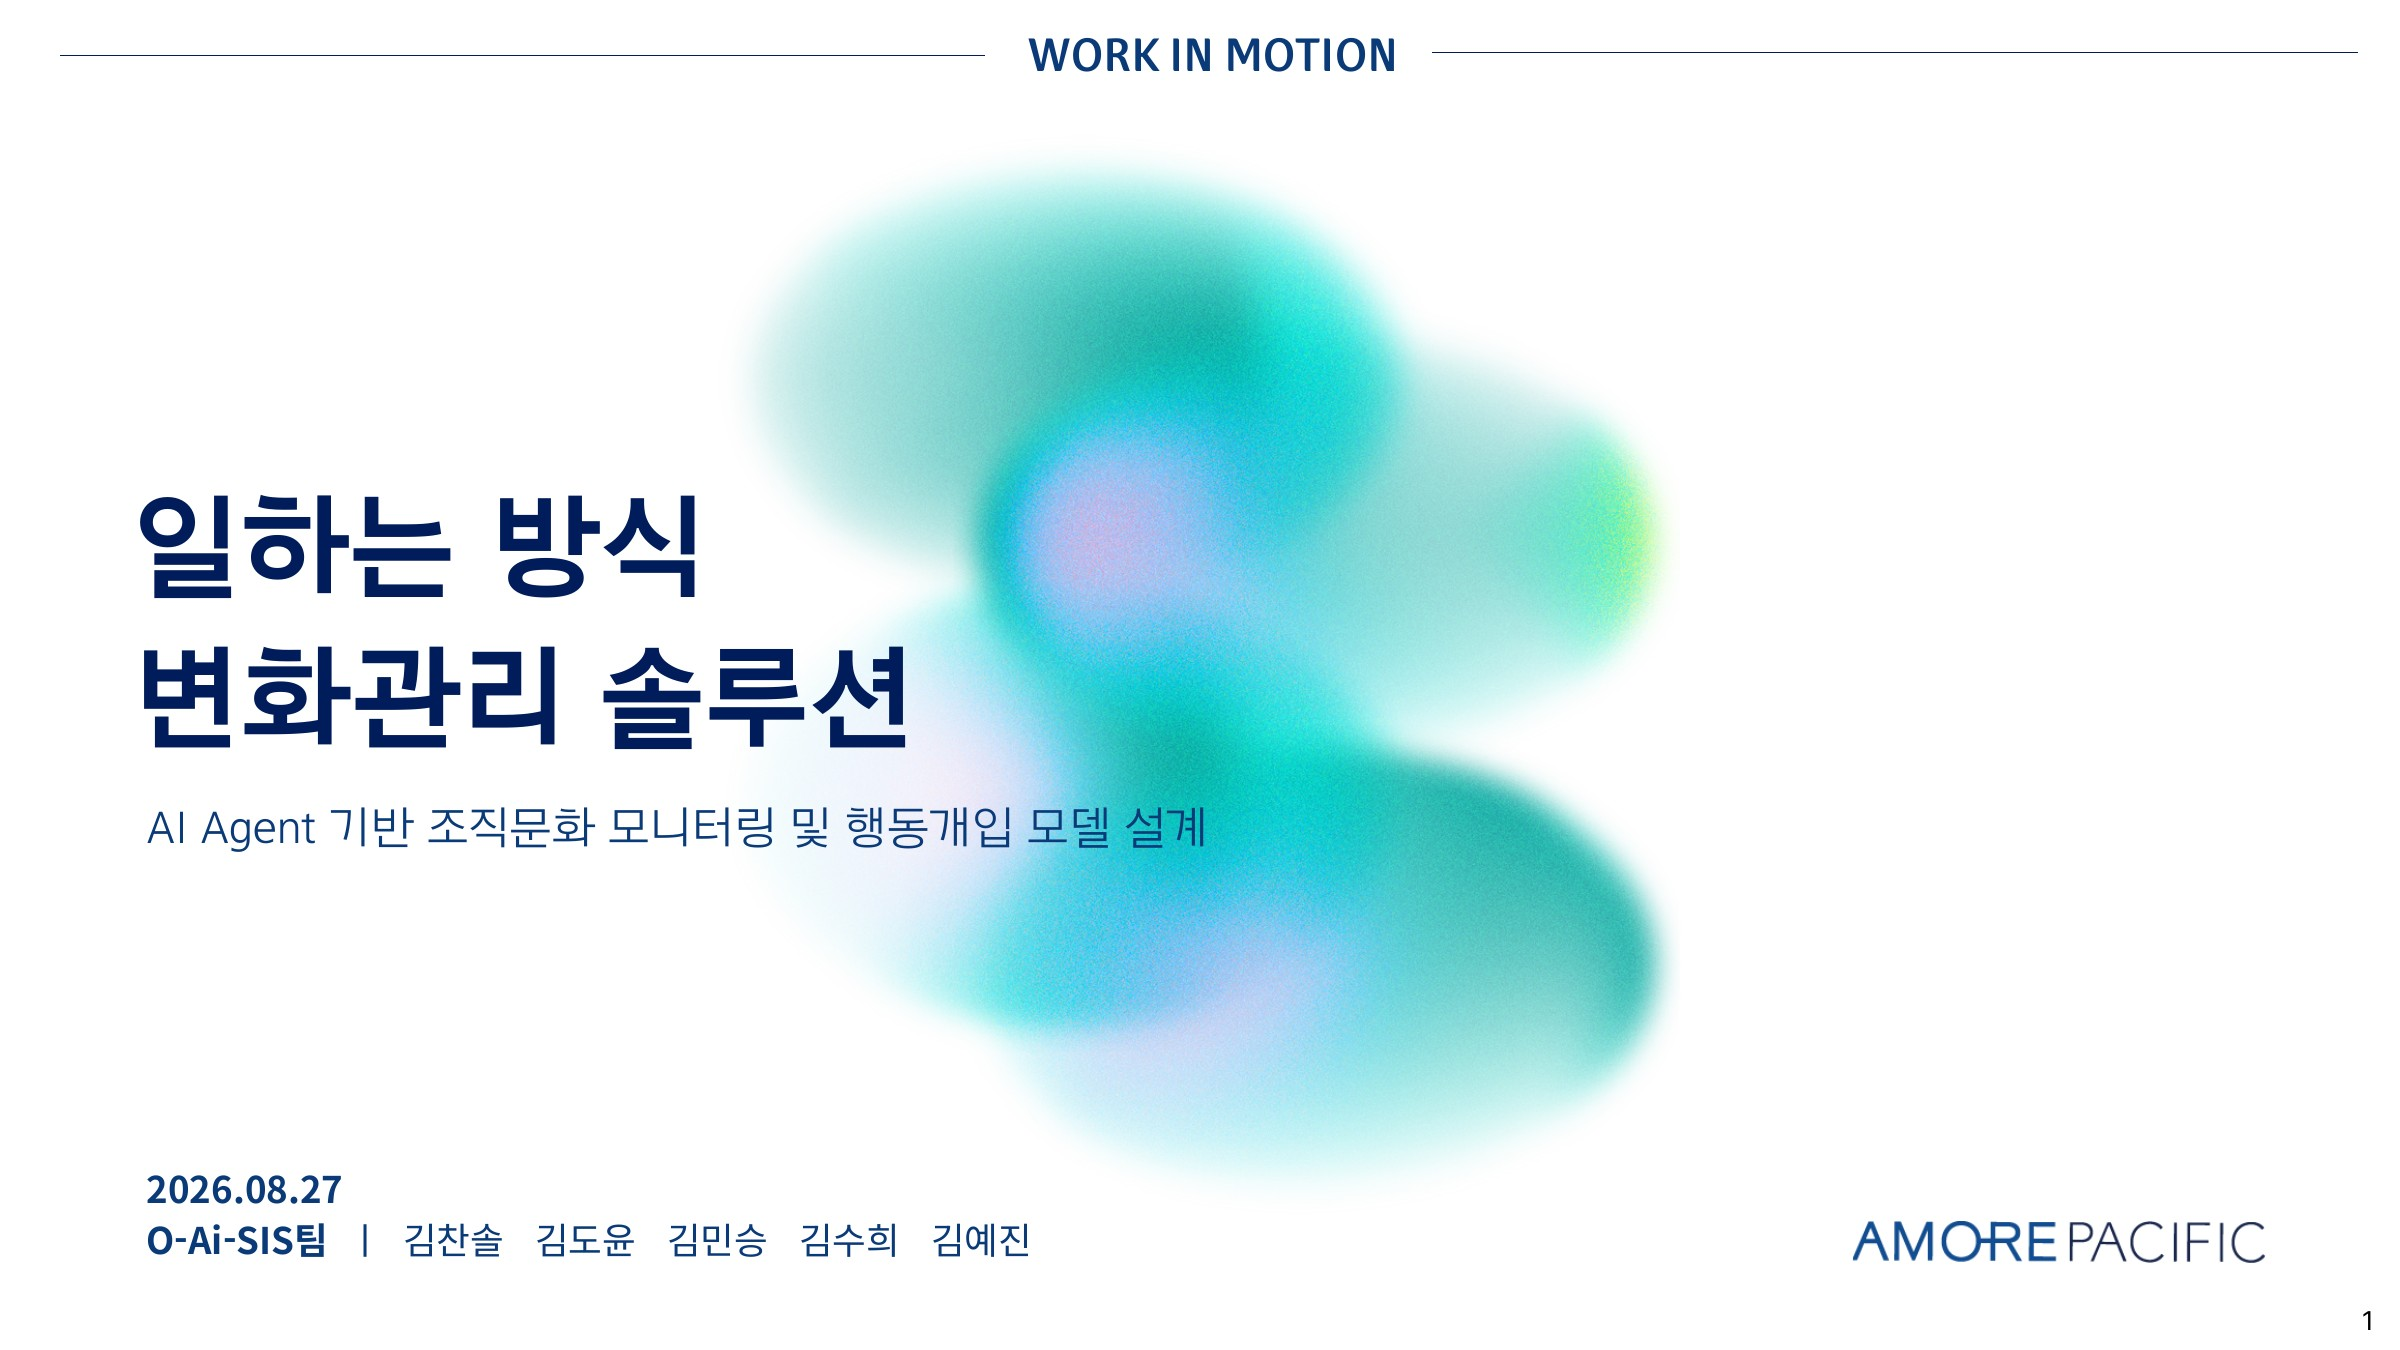 WORK IN MOTION
일하는 방식
변화관리 솔루션
AI Agent 기반 조직문화 모니터링 및 행동개입 모델 설계
2026.08.27
O-Ai-SIS팀 | 김찬솔 김도윤 김민승 김수희 김예진
AMOREPACIFIC
1